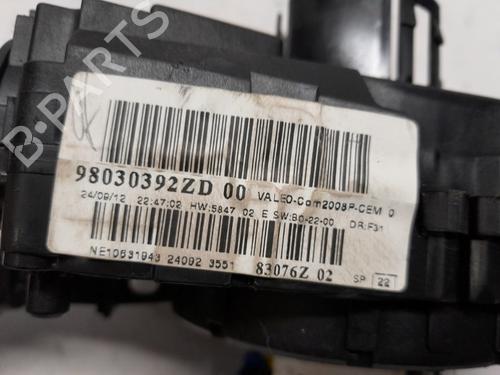 B-PARTS
98030392ZD 00 VALEO-Com2008P-CEM 0
24/09/12 22:47:02 HW:5847 02 E SW:B0-22-00 DR:F31
NE10631943 24092 3551 83076Z 02 SP 22